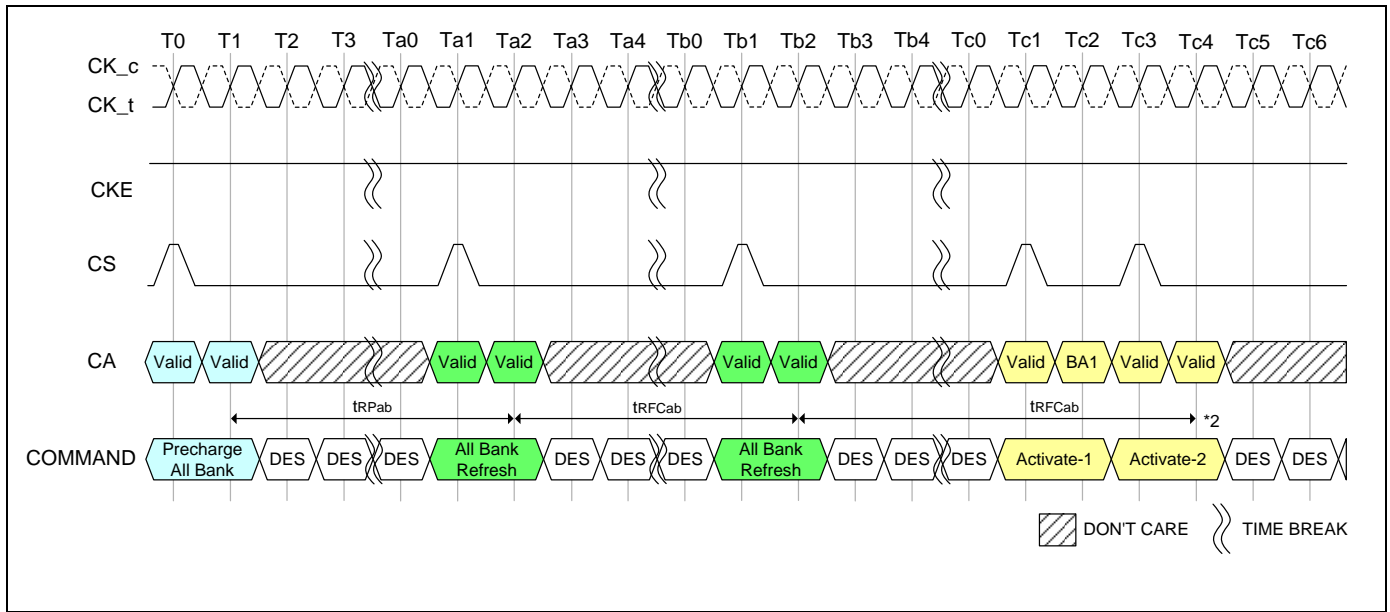 T0 T1 T2 T3 Ta0 Ta1 Ta2 Ta3 Ta4 Tb0 Tb1 Tb2 Tb3 Tb4 Tc0 Tc1 Tc2 Tc3 Tc4 Tc5 Tc6
CK_c
CK_t
CKE
CS
CA Valid Valid Valid Valid Valid Valid Valid BA1 Valid Valid
tRPab tRFCab tRFCab *2
COMMAND Precharge All Bank DES DES DES All Bank Refresh DES DES DES All Bank Refresh DES DES DES Activate-1 Activate-2 DES DES
DON'T CARE TIME BREAK